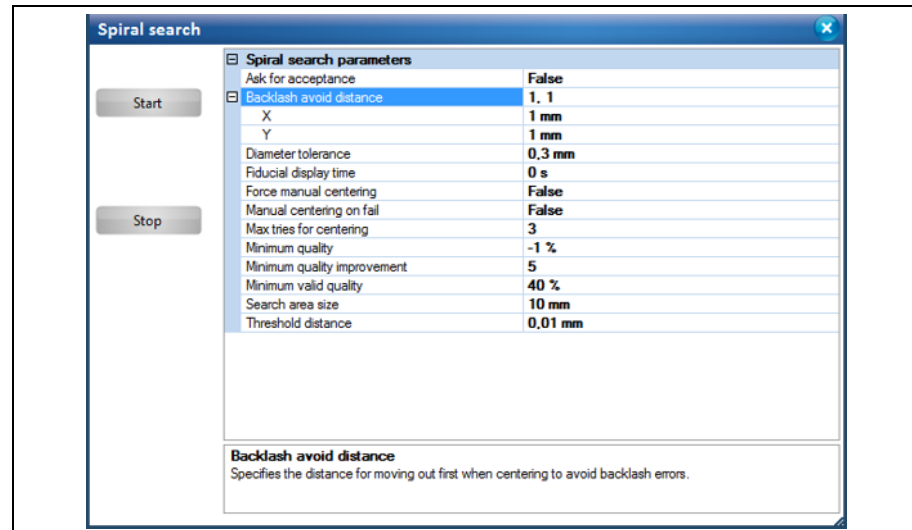 Spiral search
Start
Stop
Spiral search parameters
Ask for acceptance False
Backlash avoid distance 1, 1
X 1 mm
Y 1 mm
Diameter tolerance 0,3 mm
Fiducial display time 0 s
Force manual centering False
Manual centering on fail False
Max tries for centering 3
Minimum quality -1 %
Minimum quality improvement 5
Minimum valid quality 40 %
Search area size 10 mm
Threshold distance 0,01 mm
Backlash avoid distance
Specifies the distance for moving out first when centering to avoid backlash errors.